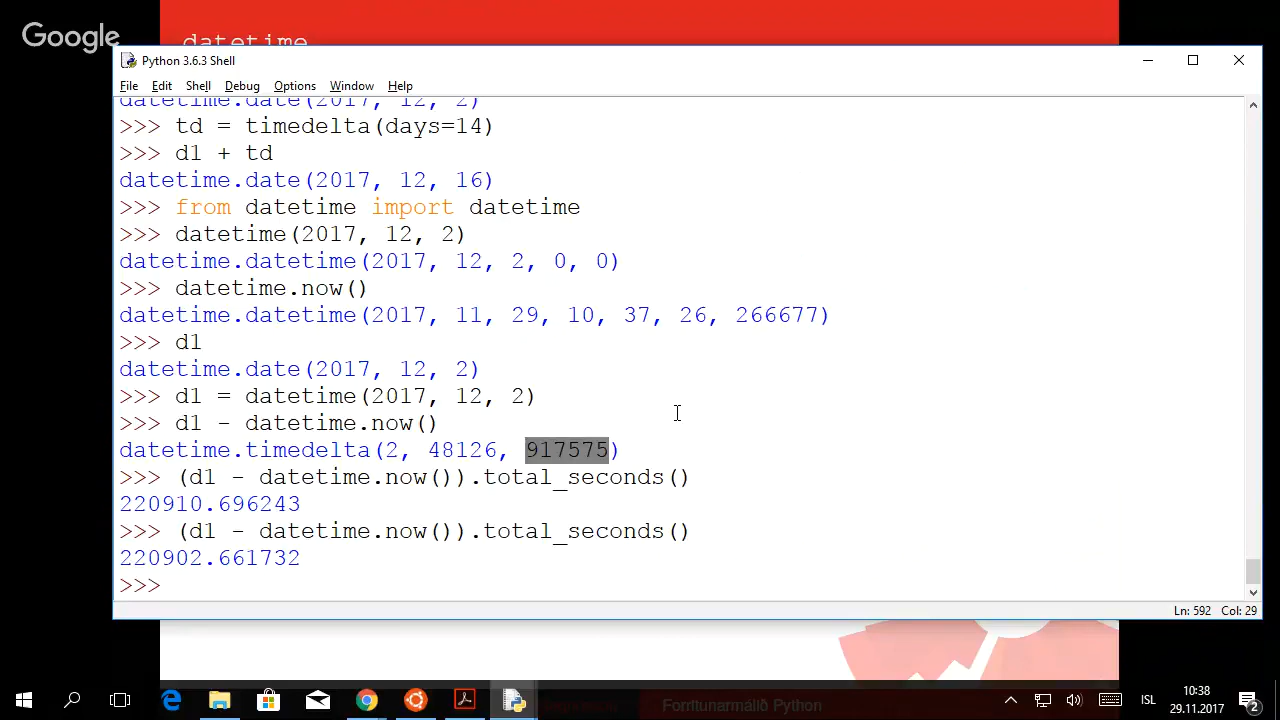 Google
datetime
Python 3.6.3 Shell
File Edit Shell Debug Options Window Help
datetime.date(2017, 12, 2)
>>> td = timedelta(days=14)
>>> d1 + td
datetime.date(2017, 12, 16)
>>> from datetime import datetime
>>> datetime(2017, 12, 2)
datetime.datetime(2017, 12, 2, 0, 0)
>>> datetime.now()
datetime.datetime(2017, 11, 29, 10, 37, 26, 266677)
>>> d1
datetime.date(2017, 12, 2)
>>> d1 = datetime(2017, 12, 2)
>>> d1 - datetime.now()
datetime.timedelta(2, 48126, 917575)
>>> (d1 - datetime.now()).total_seconds()
220910.696243
>>> (d1 - datetime.now()).total_seconds()
220902.661732
>>>
Ln: 592 Col: 29
Forritunarmálið Python
ISL
10:38
29.11.2017
2